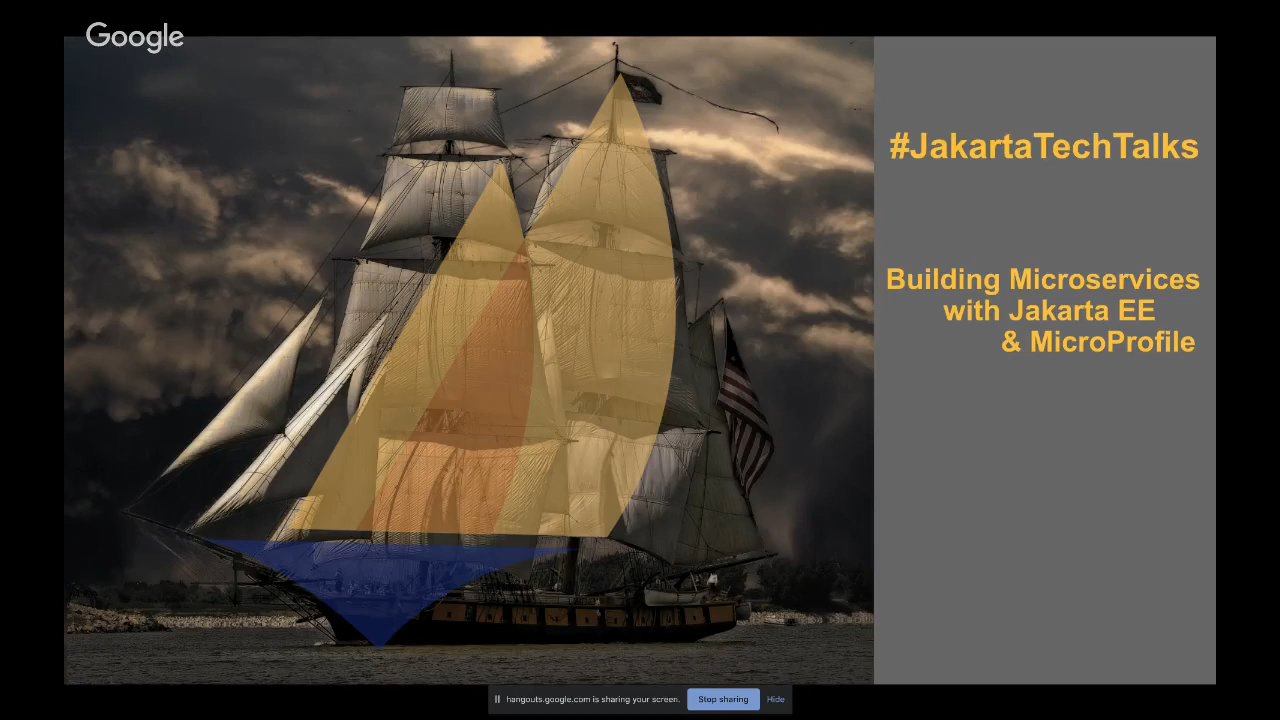 Google
#JakartaTechTalks
Building Microservices
with Jakarta EE
& MicroProfile
hangouts.google.com is sharing your screen.
Stop sharing
Hide